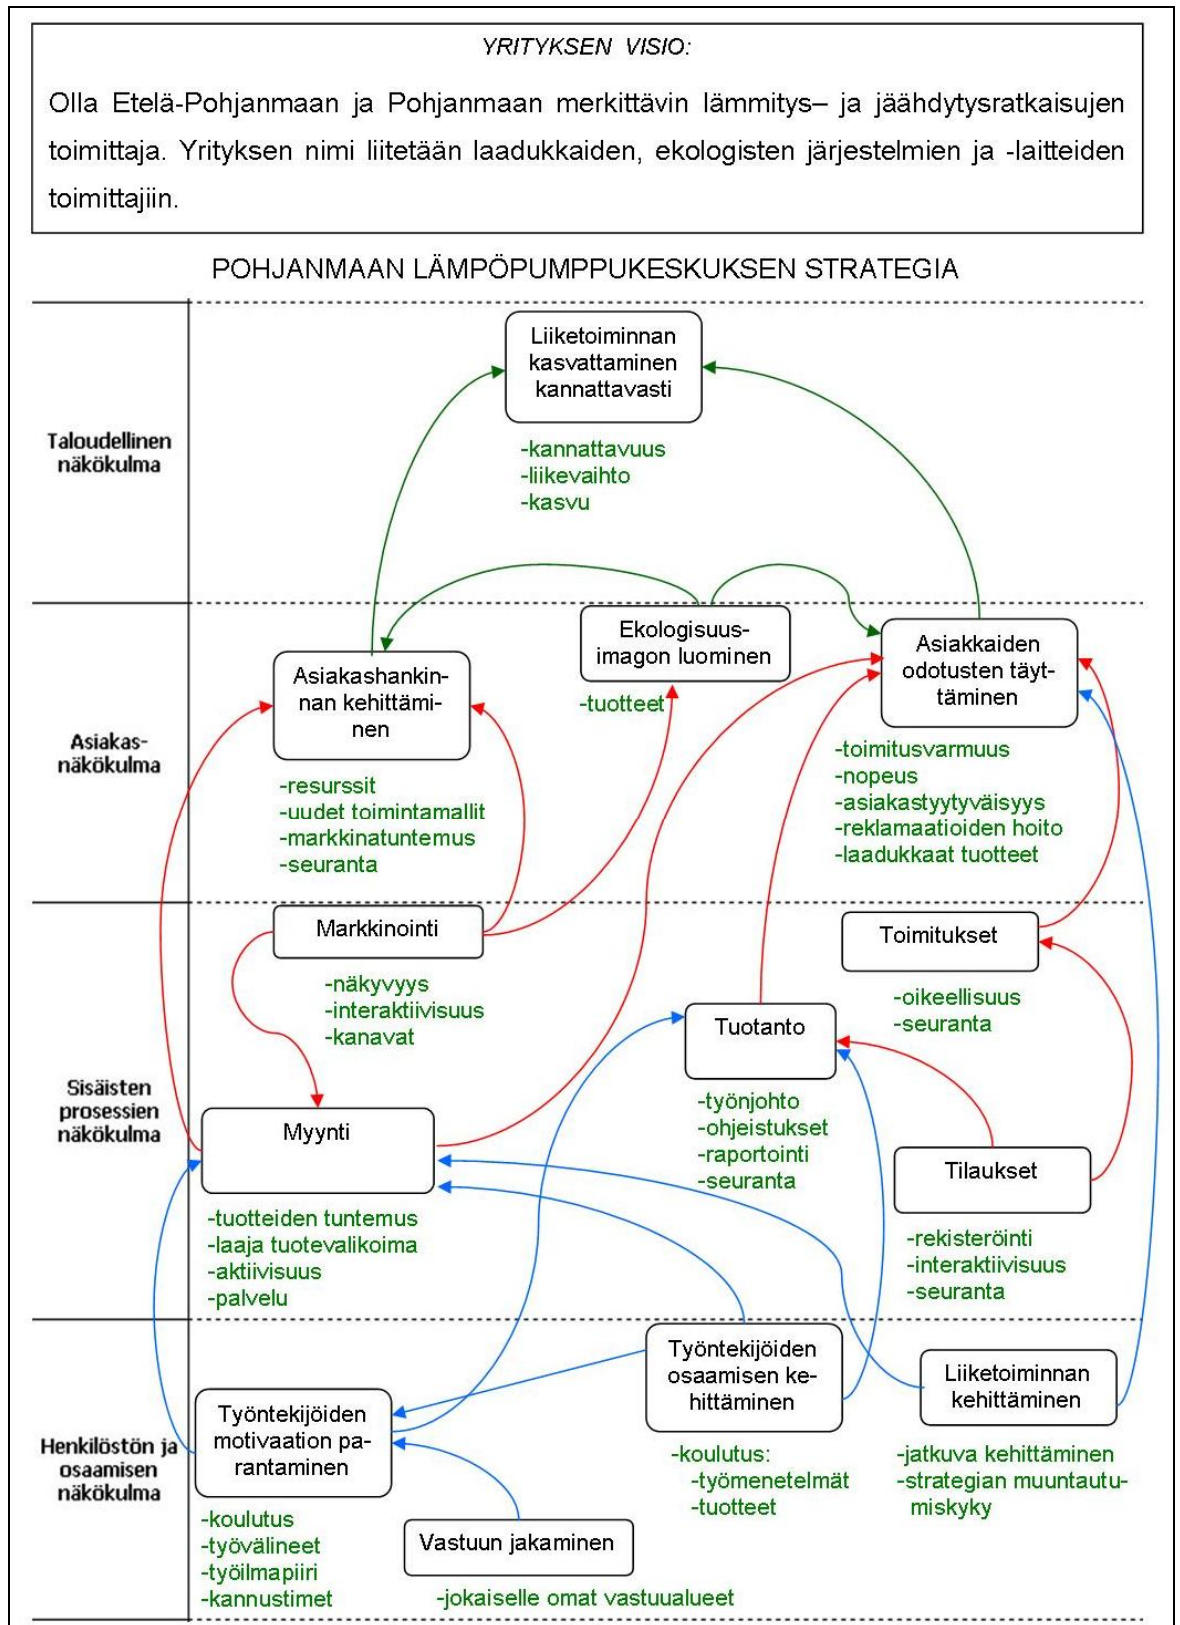 YRITYKSEN VISIO:
Olla Etelä-Pohjanmaan ja Pohjanmaan merkittävin lämmitys– ja jäähdytysratkaisujen
toimittaja. Yrityksen nimi liitetään laadukkaiden, ekologisten järjestelmien ja -laitteiden
toimittajiin.
POHJANMAAN LÄMPÖPUMPPUKESKUKSEN STRATEGIA
Taloudellinen
näkökulma
Liiketoiminnan
kasvattaminen
kannattavasti
-kannattavuus
-liikevaihto
-kasvu
Asiakas-
näkökulma
Asiakashankin-
nan kehittämi-
nen
-resurssit
-uudet toimintamallit
-markkinatuntemus
-seuranta
Ekologisuus-
imagon luominen
-tuotteet
Asiakkaiden
odotusten täyt-
täminen
-toimitusvarmuus
-nopeus
-asiakastyytyväisyys
-reklamaatioiden hoito
-laadukkaat tuotteet
Sisäisten
prosessien
näkökulma
Markkinointi
-näkyvyys
-interaktiivisuus
-kanavat
Toimitukset
-oikeellisuus
-seuranta
Tuotanto
-työnjohto
-ohjeistukset
-raportointi
-seuranta
Myynti
-tuotteiden tuntemus
-laaja tuotevalikoima
-aktiivisuus
-palvelu
Tilaukset
-rekisteröinti
-interaktiivisuus
-seuranta
Henkilöstön ja
osaamisen
näkökulma
Työntekijöiden
motivaation pa-
rantaminen
-koulutus
-työvälineet
-työilmapiiri
-kannustimet
Vastuun jakaminen
-jokaiselle omat vastuualueet
Työntekijöiden
osaamisen ke-
hittäminen
-koulutus:
-työmenetelmät
-tuotteet
Liiketoiminnan
kehittäminen
-jatkuva kehittäminen
-strategian muuntautu-
miskyky